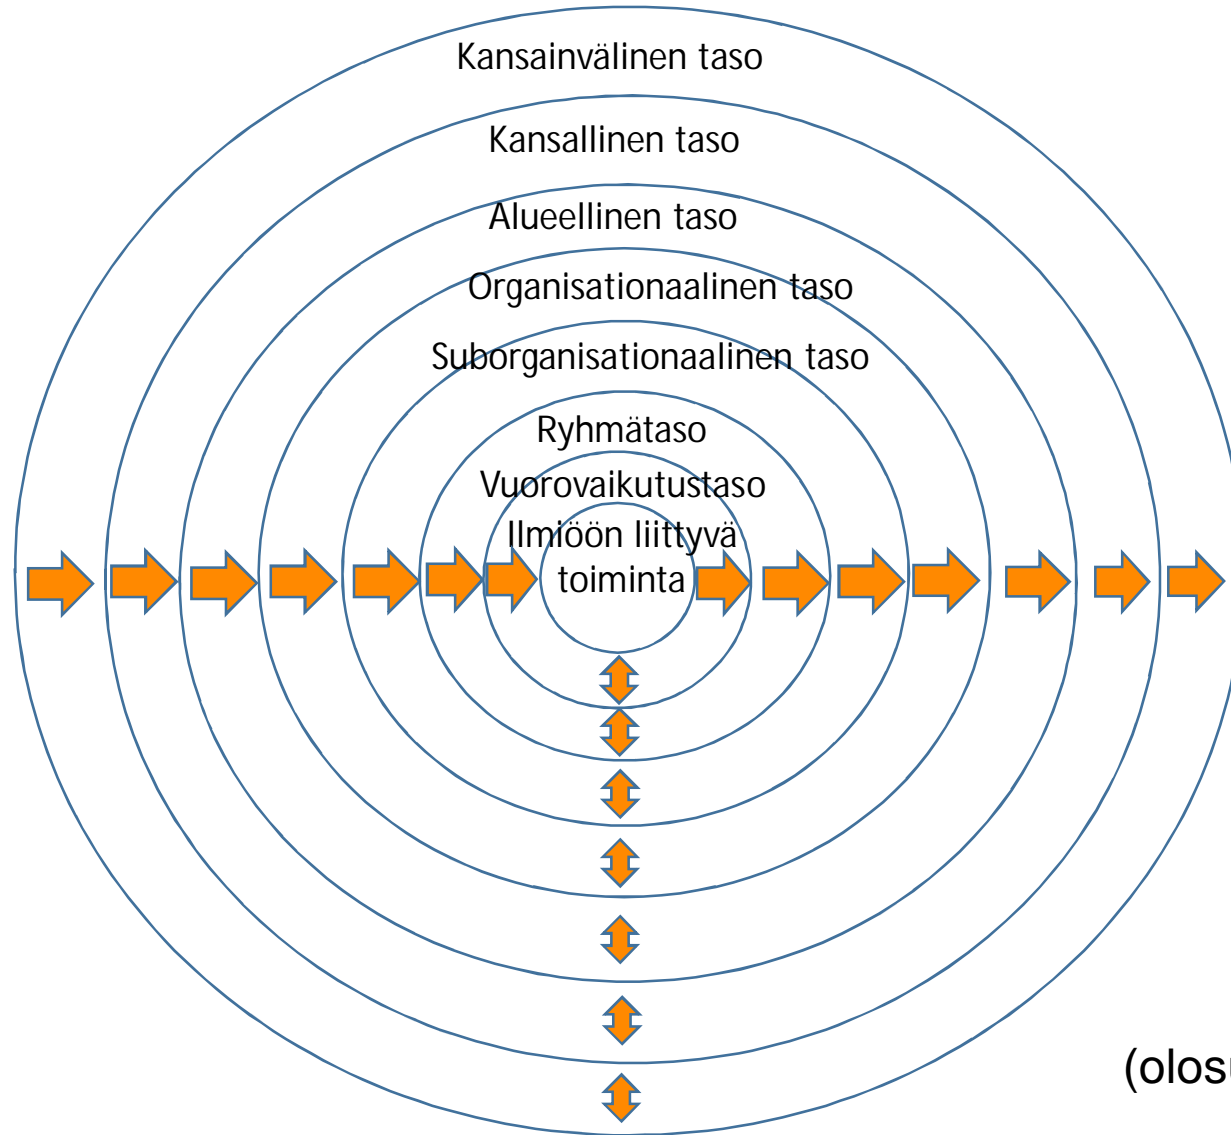 Kansainvälinen taso
Kansallinen taso
Alueellinen taso
Organisationaalinen taso
Suborganisationaalinen taso
Ryhmätaso
Vuorovaikutustaso
Ilmiöön liittyvä
toiminta